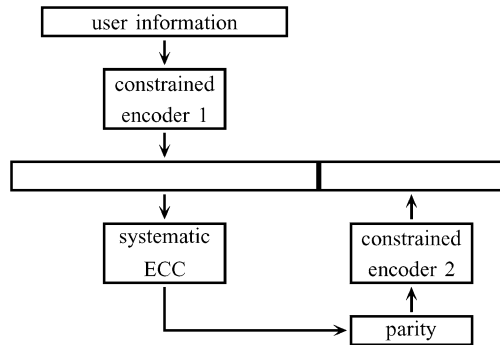 user information
constrained
encoder 1
systematic
ECC
constrained
encoder 2
parity